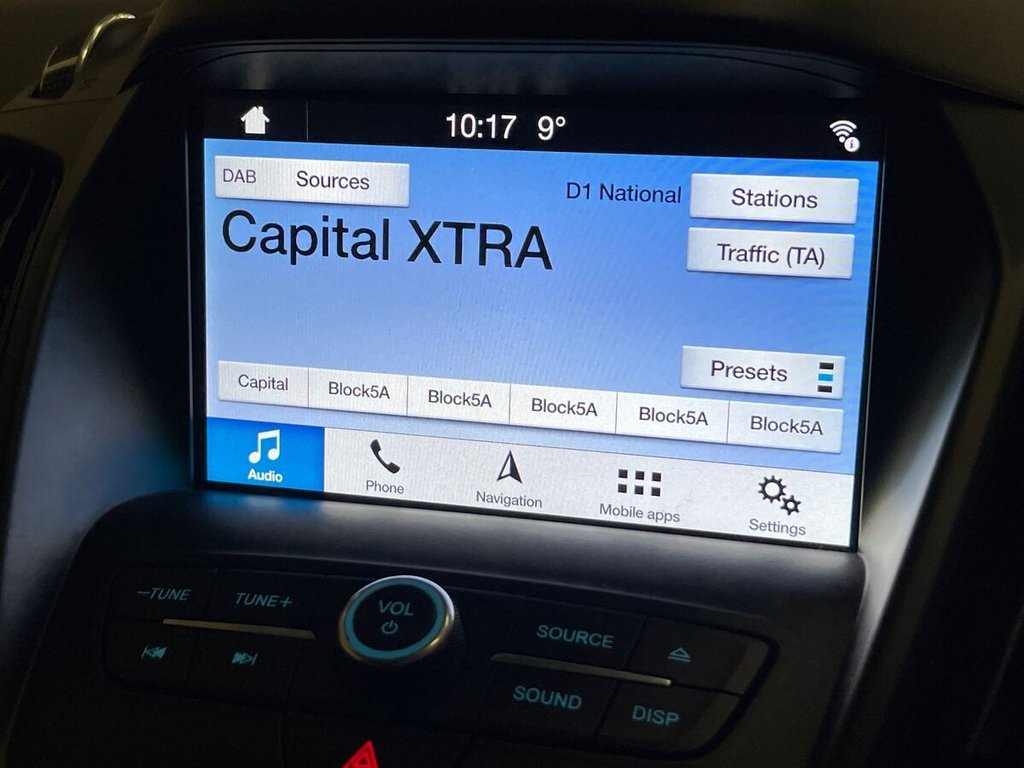 10:17 9°
DAB Sources
D1 National Stations
Capital XTRA
Traffic (TA)
Presets
Capital Block5A Block5A Block5A Block5A Block5A
Audio Phone Navigation Mobile apps Settings
–TUNE TUNE+
VOL
SOURCE
SOUND
DISP